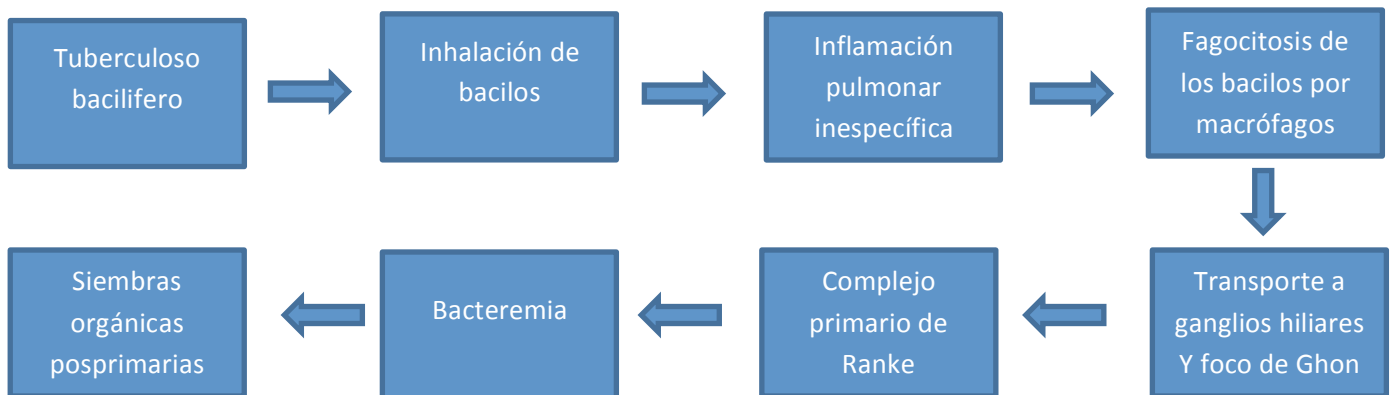 Tuberculoso
bacilifero
Inhalación de
bacilos
Inflamación
pulmonar
inespecífica
Fagocitosis de
los bacilos por
macrófagos
Transporte a
ganglios hiliares
Y foco de Ghon
Complejo
primario de
Ranke
Bacteremia
Siembras
orgánicas
posprimarias